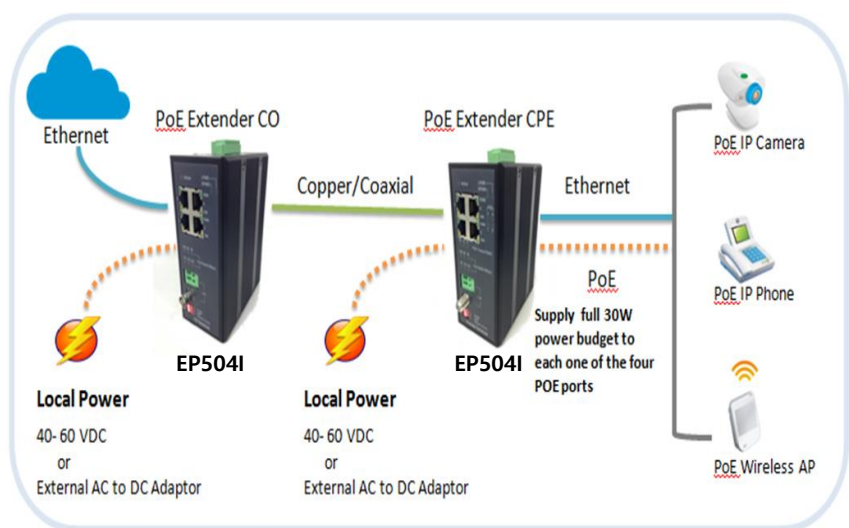 Ethernet
PoE Extender CO
PoE Extender CPE
Copper/Coaxial
Ethernet
PoE IP Camera
PoE
PoE IP Phone
Supply full 30W
power budget to
each one of the four
POE ports
EP504I
EP504I
Local Power
40- 60 VDC
or
External AC to DC Adaptor
Local Power
40- 60 VDC
or
External AC to DC Adaptor
PoE Wireless AP